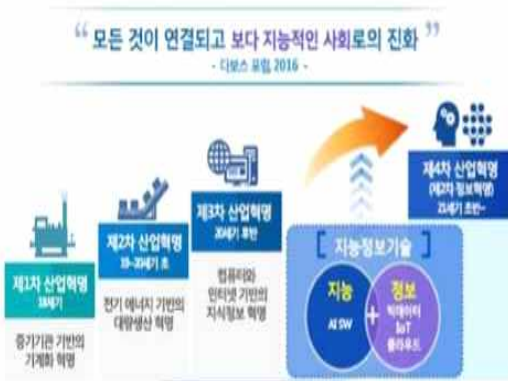 “ 모든 것이 연결되고 보다 지능적인 사회로의 진화 ”
- 다보스 포럼, 2016 -
제1차 산업혁명
18세기
증기기관 기반의
기계화 혁명
제2차 산업혁명
19~20세기 초
전기 에너지 기반의
대량생산 혁명
제3차 산업혁명
20세기 후반
컴퓨터와
인터넷 기반의
지식정보 혁명
제4차 산업혁명
(제2차 정보혁명)
21세기 초반~
[ 지능정보기술 ]
지능
AI SW
+
정보
빅데이터
IoT
클라우드